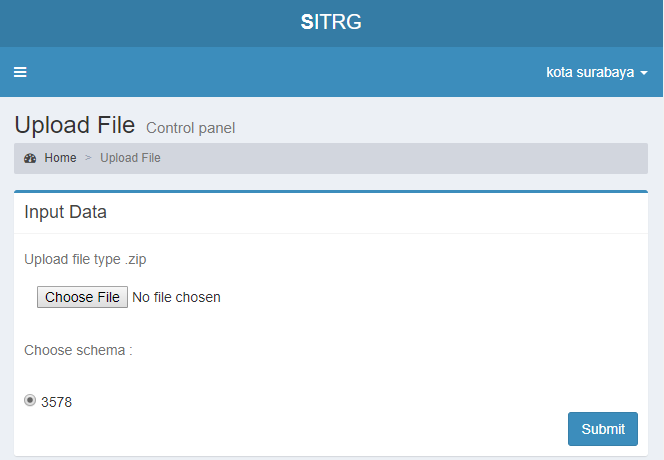 SITRG
kota surabaya
Upload File Control panel
Home > Upload File
Input Data
Upload file type .zip
Choose File No file chosen
Choose schema :
3578
Submit